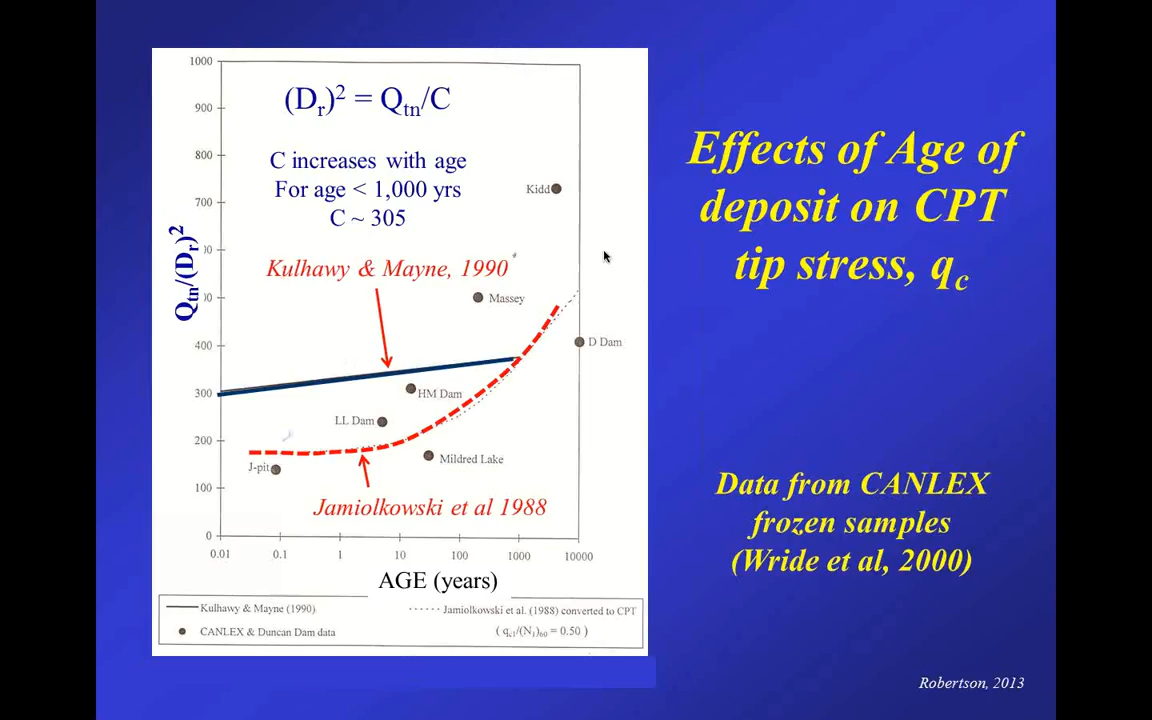 Effects of Age of
deposit on CPT
tip stress, qc
(Dr)2 = Qtn/C
C increases with age
For age < 1,000 yrs
C ~ 305
Kulhawy & Mayne, 1990
Jamiolkowski et al 1988
Qtn/(Dr)2
1000
900
800
700
400
300
200
100
0
Kidd
Massey
D Dam
HM Dam
LL Dam
Mildred Lake
J-pit
0.01
0.1
1
10
100
1000
10000
AGE (years)
Kulhawy & Mayne (1990)
Jamiolkowski et al. (1988) converted to CPT
CANLEX & Duncan Dam data
( qc1/(N1)60 = 0.50 )
Data from CANLEX
frozen samples
(Wride et al, 2000)
Robertson, 2013